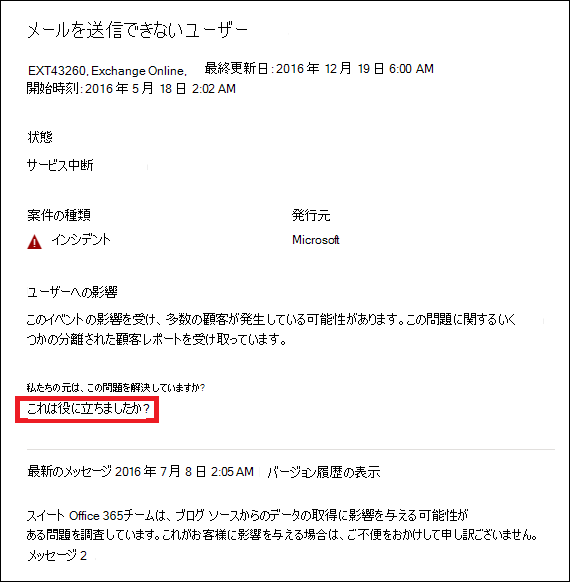 メールを送信できないユーザー
EXT43260, Exchange Online, 最終更新日: 2016 年 12 月 19 日 6:00 AM
開始時刻: 2016 年 5 月 18 日 2:02 AM
状態
サービス中断
案件の種類 発行元
インシデント Microsoft
ユーザーへの影響
このイベントの影響を受け、多数の顧客が発生している可能性があります。この問題に関するいく
つかの分離された顧客レポートを受け取っています。
私たちの元は、この問題を解決していますか?
これは役に立ちましたか?
最新のメッセージ 2016 年 7 月 8 日 2:05 AM バージョン履歴の表示
スイート Office 365チームは、ブログ ソースからのデータの取得に影響を与える可能性が
ある問題を調査しています。これがお客様に影響を与える場合は、ご不便をおかけして申し訳ございません。
メッセージ 2